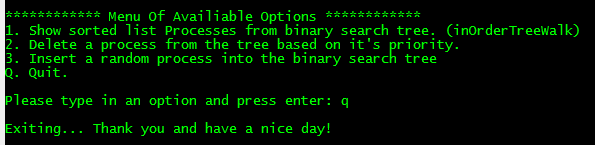 ************ Menu Of Availiable Options ************
1. Show sorted list Processes from binary search tree. (inOrderTreeWalk)
2. Delete a process from the tree based on it's priority.
3. Insert a random process into the binary search tree
Q. Quit.
Please type in an option and press enter: q
Exiting... Thank you and have a nice day!